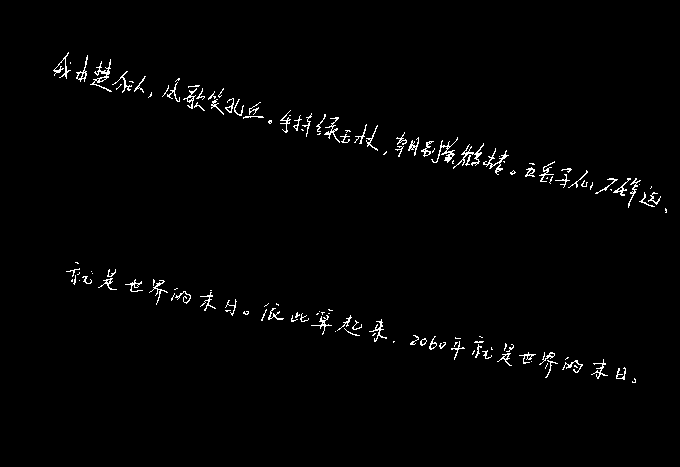 我本楚狂人，凤歌笑孔丘。手持绿玉杖，朝别黄鹤楼。五岳寻仙不辞远、
就是世界的末日。依此算起来，2060年就是世界的末日。